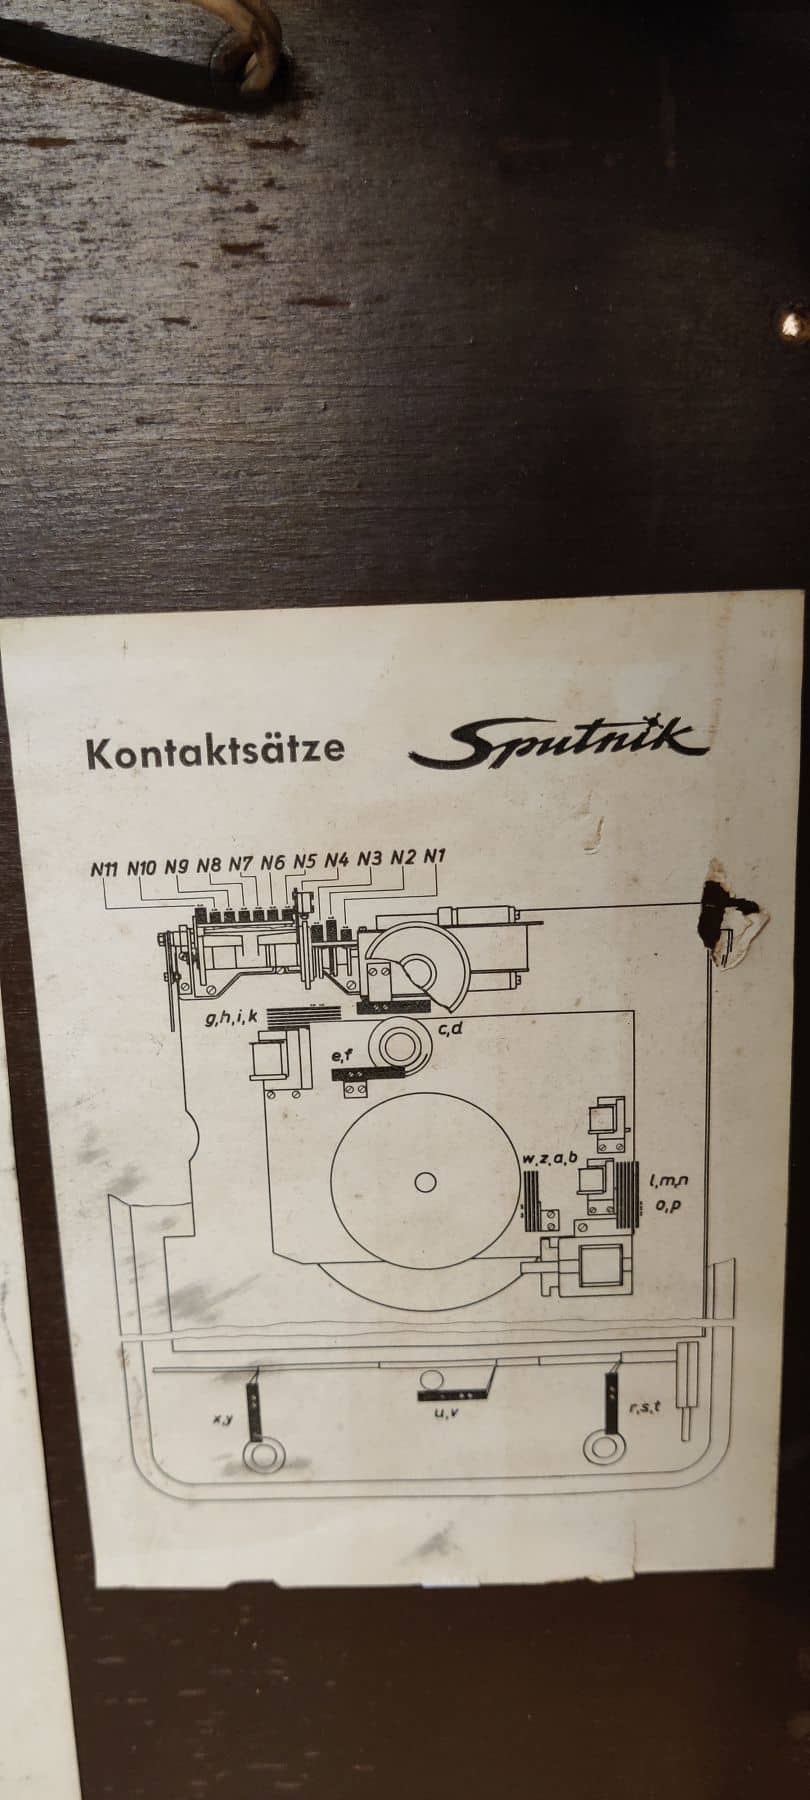 Kontaktsätze Sputnik
N11 N10 N9 N8 N7 N6 N5 N4 N3 N2 N1
g,h,i,k
c,d
e,f
w,z,a,b
l,m,n
o,p
x,y
u,v
r,s,t